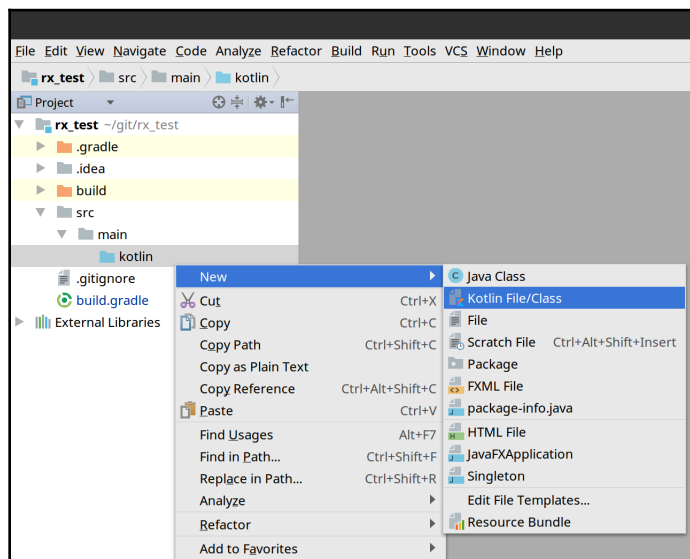 File Edit View Navigate Code Analyze Refactor Build Run Tools VCS Window Help
rx_test src main kotlin
Project
rx_test ~/git/rx_test
.gradle
.idea
build
src
main
kotlin
.gitignore
build.gradle
External Libraries
New
Cut Ctrl+X
Copy Ctrl+C
Copy Path Ctrl+Shift+C
Copy as Plain Text
Copy Reference Ctrl+Alt+Shift+C
Paste Ctrl+V
Find Usages Alt+F7
Find in Path... Ctrl+Shift+F
Replace in Path... Ctrl+Shift+R
Analyze
Refactor
Add to Favorites
Java Class
Kotlin File/Class
File
Scratch File Ctrl+Alt+Shift+Insert
Package
FXML File
package-info.java
HTML File
JavaFXApplication
Singleton
Edit File Templates...
Resource Bundle